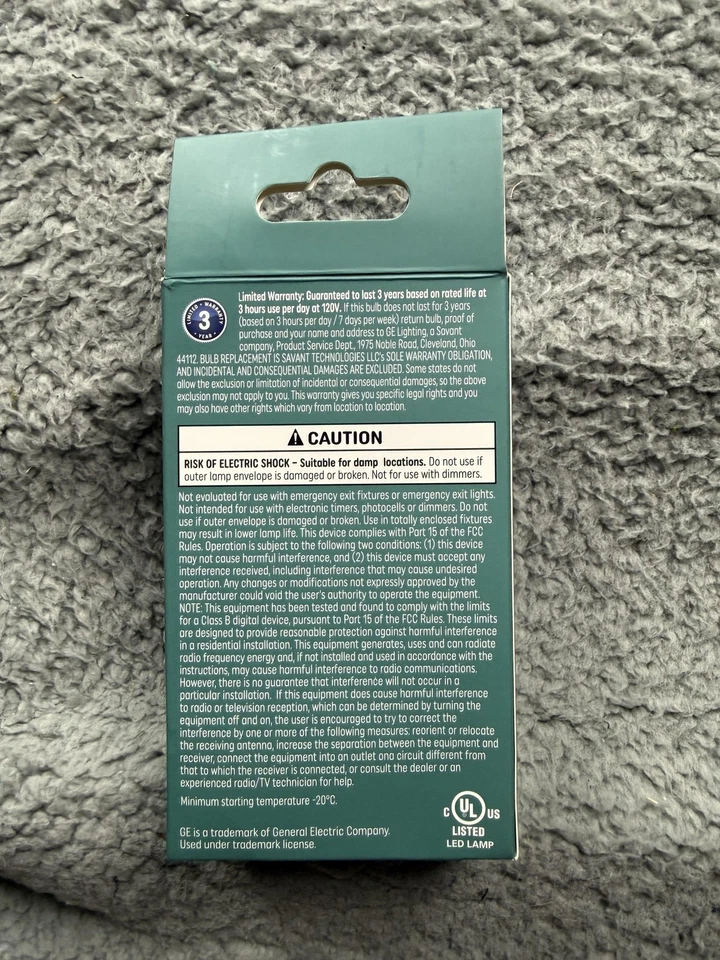 LIMITED • WARRANTY
3
• YEAR •
Limited Warranty: Guaranteed to last 3 years based on rated life at
3 hours use per day at 120V. If this bulb does not last for 3 years
(based on 3 hours per day / 7 days per week) return bulb, proof of
purchase and your name and address to GE Lighting, a Savant
company, Product Service Dept., 1975 Noble Road, Cleveland, Ohio
44112. BULB REPLACEMENT IS SAVANT TECHNOLOGIES LLC's SOLE WARRANTY OBLIGATION,
AND INCIDENTAL AND CONSEQUENTIAL DAMAGES ARE EXCLUDED. Some states do not
allow the exclusion or limitation of incidental or consequential damages, so the above
exclusion may not apply to you. This warranty gives you specific legal rights and you
may also have other rights which vary from location to location.
CAUTION
RISK OF ELECTRIC SHOCK – Suitable for damp locations. Do not use if
outer lamp envelope is damaged or broken. Not for use with dimmers.
Not evaluated for use with emergency exit fixtures or emergency exit lights.
Not intended for use with electronic timers, photocells or dimmers. Do not
use if outer envelope is damaged or broken. Use in totally enclosed fixtures
may result in lower lamp life. This device complies with Part 15 of the FCC
Rules. Operation is subject to the following two conditions: (1) this device
may not cause harmful interference, and (2) this device must accept any
interference received, including interference that may cause undesired
operation. Any changes or modifications not expressly approved by the
manufacturer could void the user's authority to operate the equipment.
NOTE: This equipment has been tested and found to comply with the limits
for a Class B digital device, pursuant to Part 15 of the FCC Rules. These limits
are designed to provide reasonable protection against harmful interference
in a residential installation. This equipment generates, uses and can radiate
radio frequency energy and, if not installed and used in accordance with the
instructions, may cause harmful interference to radio communications.
However, there is no guarantee that interference will not occur in a
particular installation. If this equipment does cause harmful interference
to radio or television reception, which can be determined by turning the
equipment off and on, the user is encouraged to try to correct the
interference by one or more of the following measures: reorient or relocate
the receiving antenna, increase the separation between the equipment and
receiver, connect the equipment into an outlet ona circuit different from
that to which the receiver is connected, or consult the dealer or an
experienced radio/TV technician for help.
Minimum starting temperature -20°C.
GE is a trademark of General Electric Company.
Used under trademark license.
C UL US
LISTED
LED LAMP